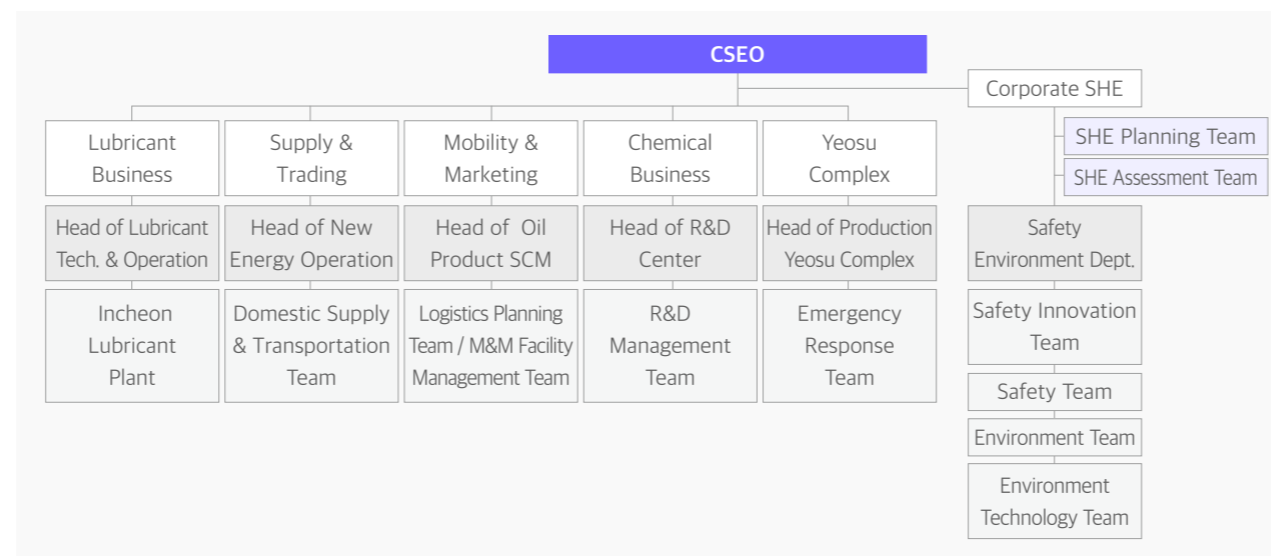 CSEO
Corporate SHE
SHE Planning Team
SHE Assessment Team
Lubricant
Business
Supply &
Trading
Mobility &
Marketing
Chemical
Business
Yeosu
Complex
Head of Lubricant
Tech. & Operation
Head of New
Energy Operation
Head of Oil
Product SCM
Head of R&D
Center
Head of Production
Yeosu Complex
Safety
Environment Dept.
Incheon
Lubricant
Plant
Domestic Supply
& Transportation
Team
Logistics Planning
Team / M&M Facility
Management Team
R&D
Management
Team
Emergency
Response
Team
Safety Innovation
Team
Safety Team
Environment Team
Environment
Technology Team